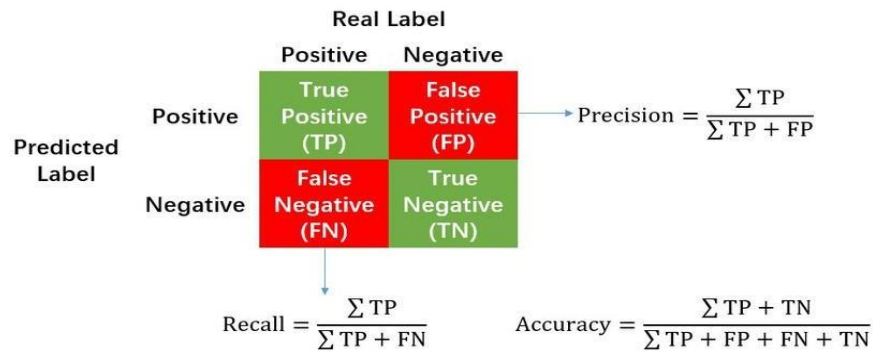 Real Label
Positive Negative
True Positive (TP)
False Positive (FP)
Positive
Precision = ∑ TP / ∑ TP + FP
Predicted Label
False Negative (FN)
True Negative (TN)
Negative
Recall = ∑ TP / ∑ TP + FN
Accuracy = ∑ TP + TN / ∑ TP + FP + FN + TN